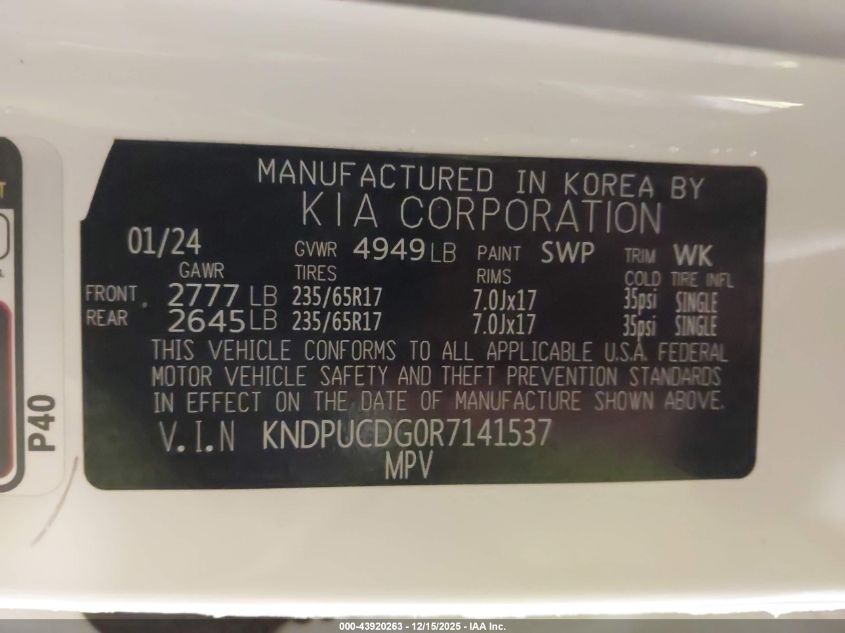 MANUFACTURED IN KOREA BY
KIA CORPORATION
01/24 GVWR 4949 LB PAINT SWP TRIM WK
GAWR TIRES RIMS COLD TIRE INFL
FRONT 2777 LB 235/65R17 7.0Jx17 35psi SINGLE
REAR 2645 LB 235/65R17 7.0Jx17 35psi SINGLE
THIS VEHICLE CONFORMS TO ALL APPLICABLE U.S.A. FEDERAL
MOTOR VEHICLE SAFETY AND THEFT PREVENTION STANDARDS
IN EFFECT ON THE DATE OF MANUFACTURE SHOWN ABOVE.
V.I.N KNDPUCDG0R7141537
MPV
P40
000-43920263 - 12/15/2025 - IAA Inc.